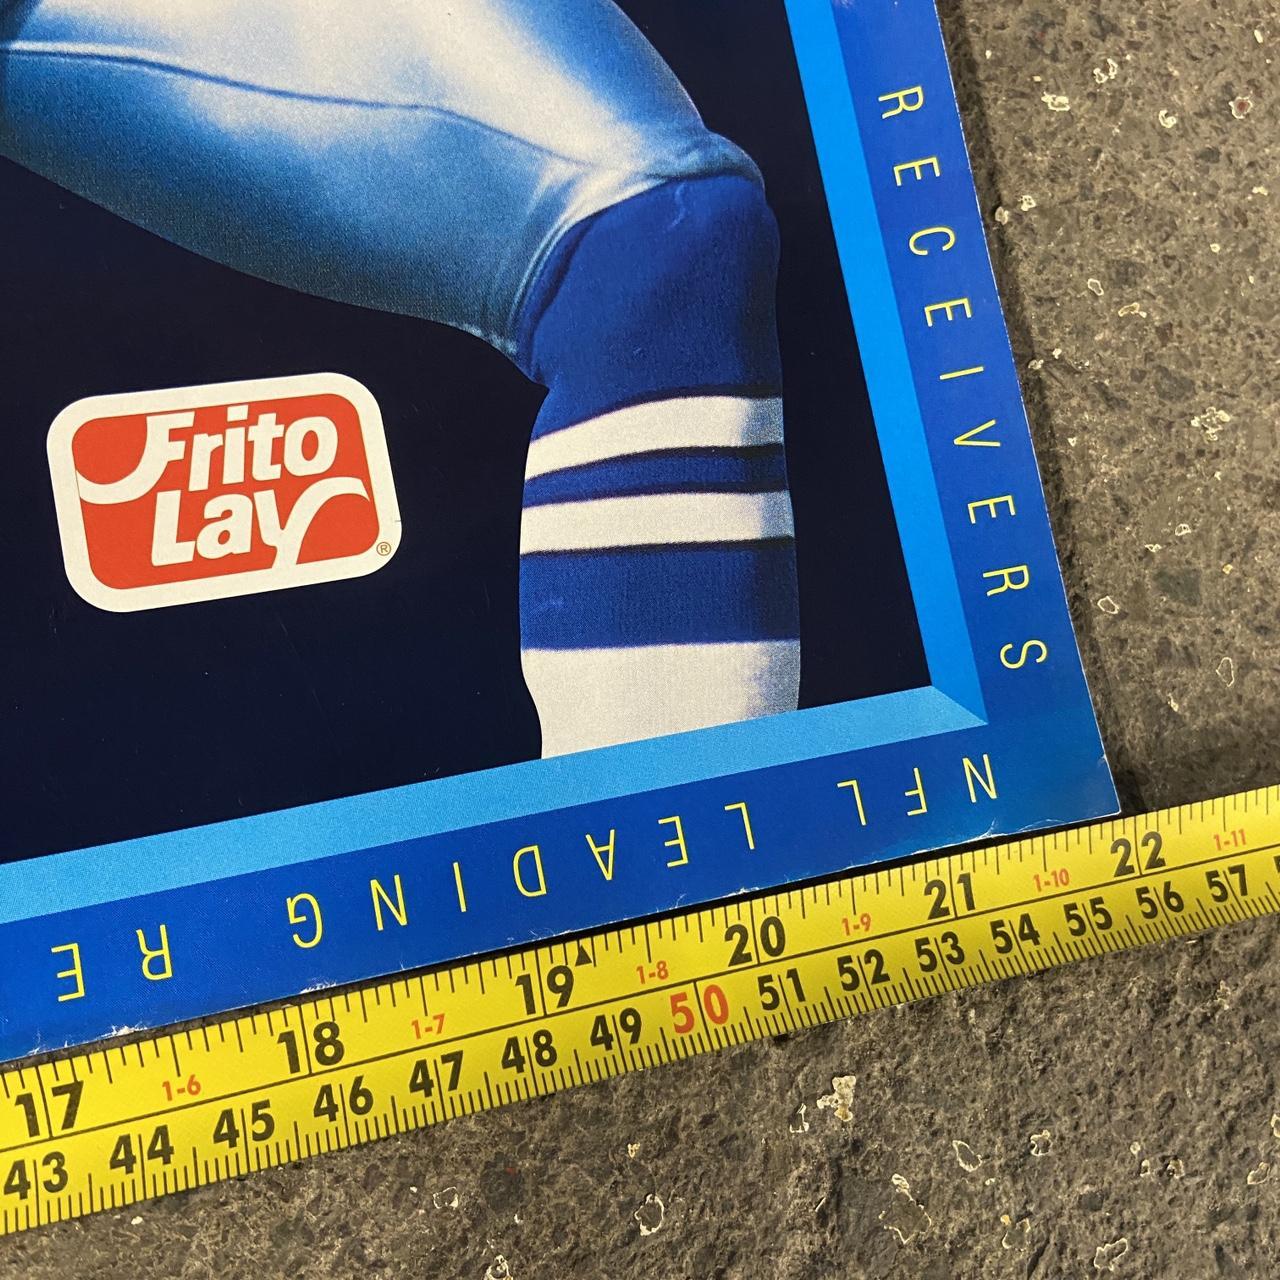 RECEIVERS
Frito
Lay®
NFL LEADING RE
17 1-6 18 1-7 19 1-8 20 1-9 21 1-10 22 1-11
43 44 45 46 47 48 49 50 51 52 53 54 55 56 57